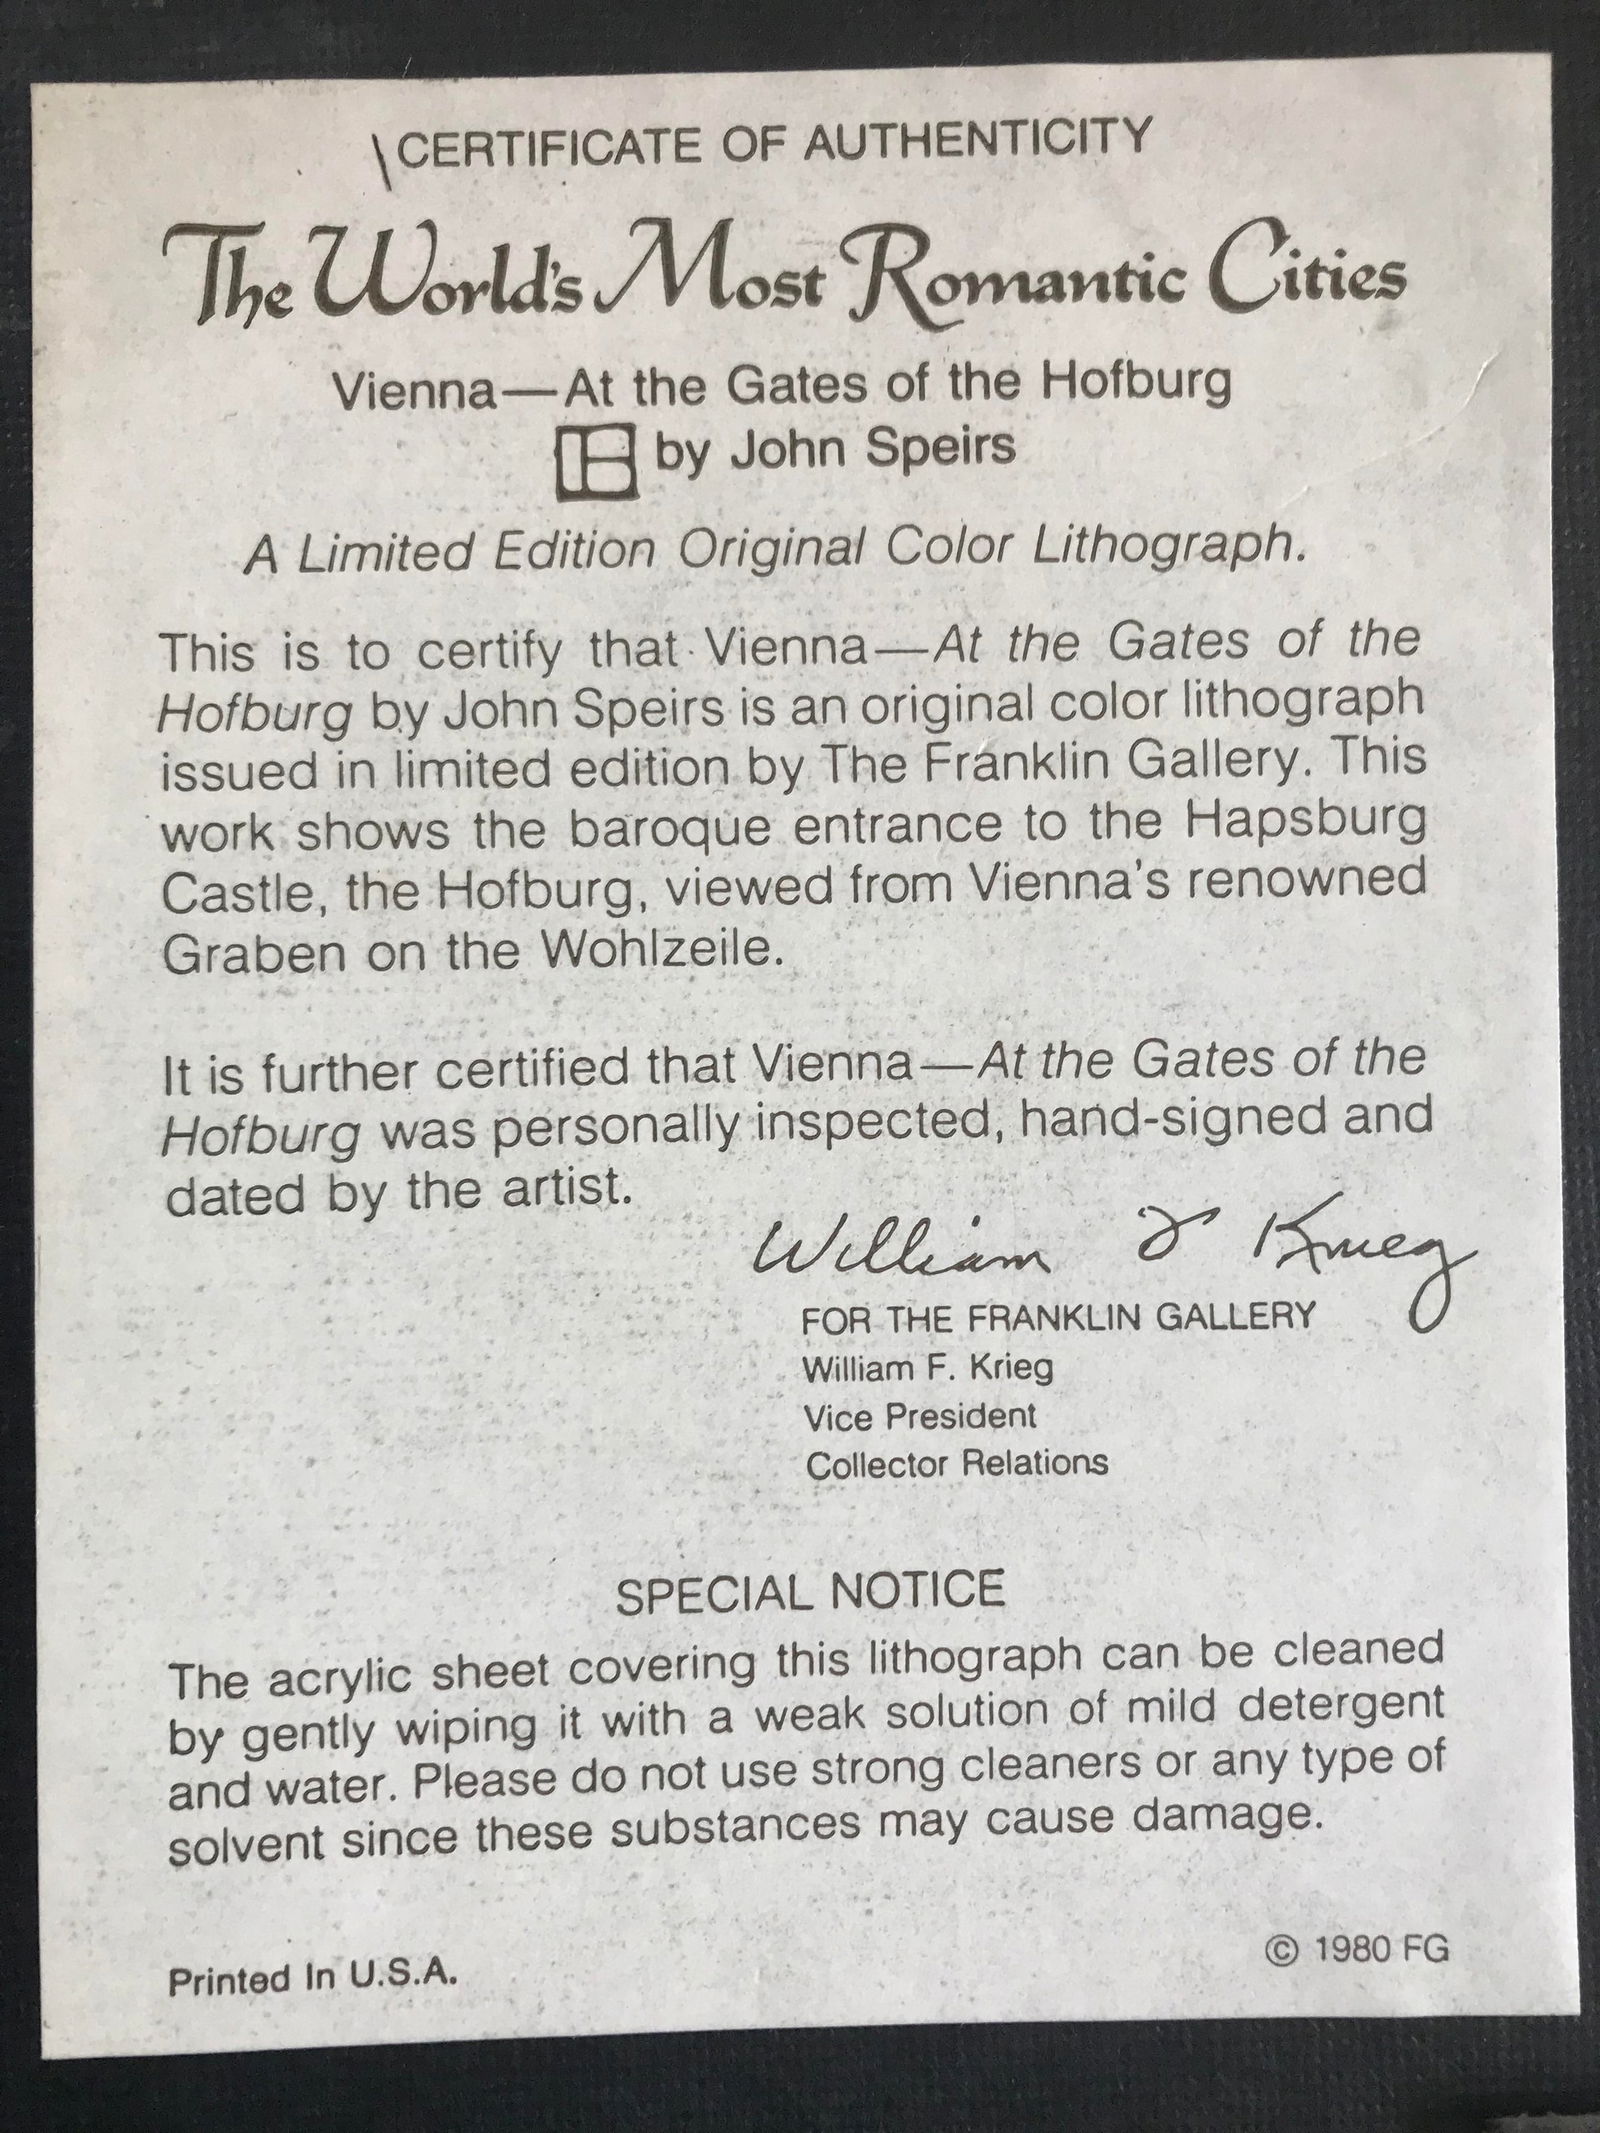 CERTIFICATE OF AUTHENTICITY
The World's Most Romantic Cities
Vienna—At the Gates of the Hofburg
by John Speirs
A Limited Edition Original Color Lithograph.
This is to certify that Vienna—At the Gates of the
Hofburg by John Speirs is an original color lithograph
issued in limited edition by The Franklin Gallery. This
work shows the baroque entrance to the Hapsburg
Castle, the Hofburg, viewed from Vienna's renowned
Graben on the Wohlzeile.
It is further certified that Vienna—At the Gates of the
Hofburg was personally inspected, hand-signed and
dated by the artist.
William F Krieg
FOR THE FRANKLIN GALLERY
William F. Krieg
Vice President
Collector Relations
SPECIAL NOTICE
The acrylic sheet covering this lithograph can be cleaned
by gently wiping it with a weak solution of mild detergent
and water. Please do not use strong cleaners or any type of
solvent since these substances may cause damage.
Printed In U.S.A.
© 1980 FG